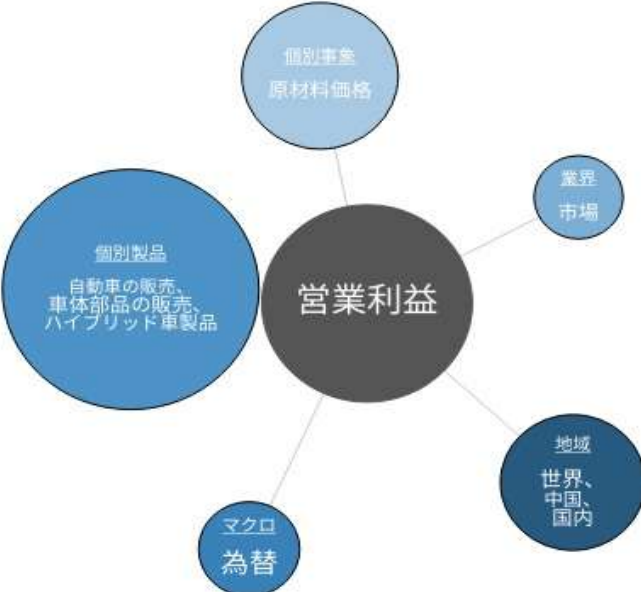 個別事象
原材料価格
業界
市場
個別製品
自動車の販売、
車体部品の販売、
ハイブリッド車製品
営業利益
地域
世界、
中国、
国内
マクロ
為替